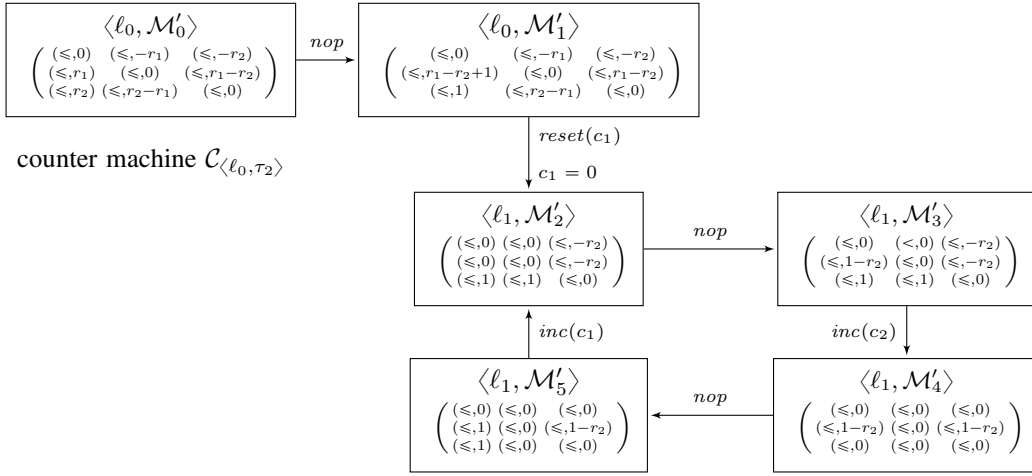 ⟨ℓ₀, M′₀⟩
(⩽,0) (⩽,−r₁) (⩽,−r₂)
(⩽,r₁) (⩽,0) (⩽,r₁−r₂)
(⩽,r₂) (⩽,r₂−r₁) (⩽,0)
nop
⟨ℓ₀, M′₁⟩
(⩽,0) (⩽,−r₁) (⩽,−r₂)
(⩽,r₁−r₂+1) (⩽,0) (⩽,r₁−r₂)
(⩽,1) (⩽,r₂−r₁) (⩽,0)
counter machine C⟨ℓ₀,τ₂⟩
reset(c₁)
c₁ = 0
⟨ℓ₁, M′₂⟩
(⩽,0) (⩽,0) (⩽,−r₂)
(⩽,0) (⩽,0) (⩽,−r₂)
(⩽,1) (⩽,1) (⩽,0)
nop
⟨ℓ₁, M′₃⟩
(⩽,0) (<,0) (⩽,−r₂)
(⩽,1−r₂) (⩽,0) (⩽,−r₂)
(⩽,1) (⩽,1) (⩽,0)
inc(c₁)
inc(c₂)
⟨ℓ₁, M′₅⟩
(⩽,0) (⩽,0) (⩽,0)
(⩽,1) (⩽,0) (⩽,1−r₂)
(⩽,1) (⩽,0) (⩽,0)
nop
⟨ℓ₁, M′₄⟩
(⩽,0) (⩽,0) (⩽,0)
(⩽,1−r₂) (⩽,0) (⩽,1−r₂)
(⩽,0) (⩽,0) (⩽,0)